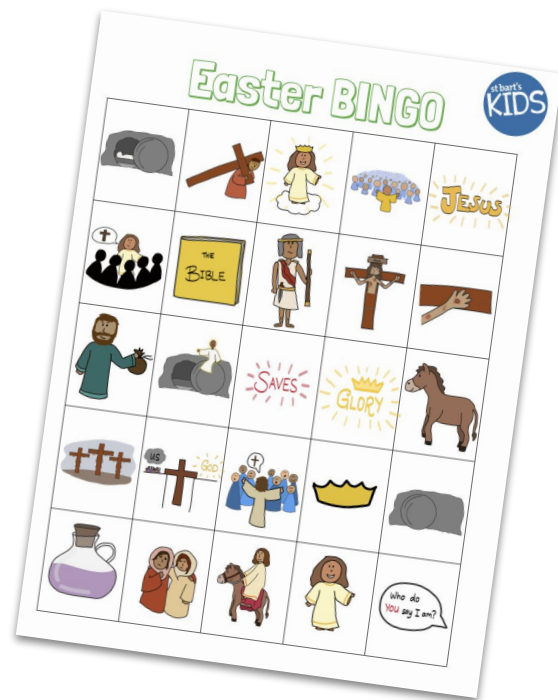 Easter BINGO
st bart's
KIDS
JESUS
THE
BIBLE
SAVES
GLORY
US
GOD
Who do
YOU say I am?